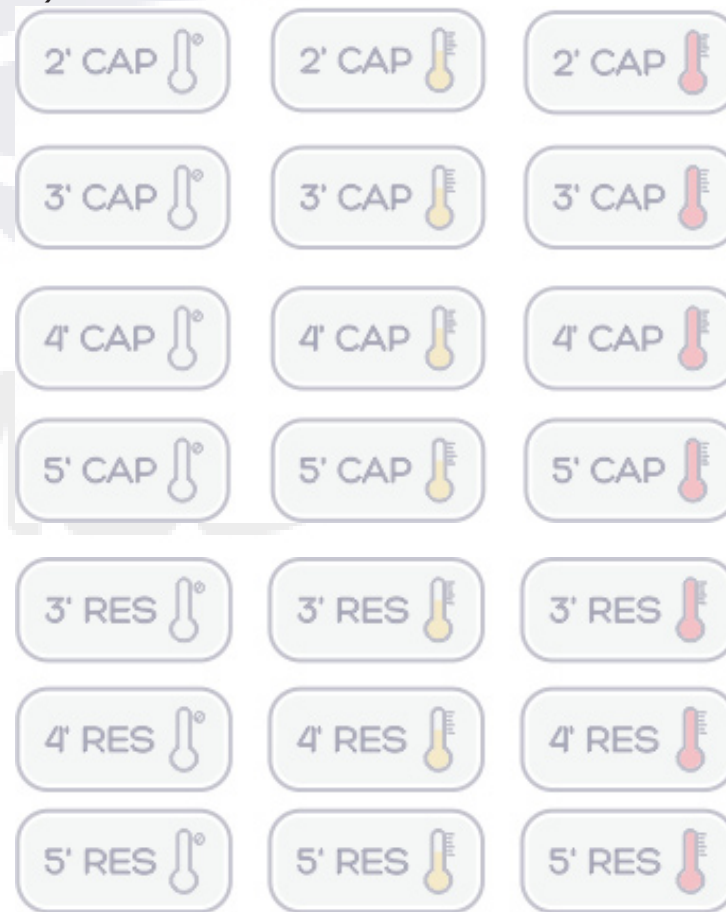 2' CAP 2' CAP 2' CAP
3' CAP 3' CAP 3' CAP
4' CAP 4' CAP 4' CAP
5' CAP 5' CAP 5' CAP
3' RES 3' RES 3' RES
4' RES 4' RES 4' RES
5' RES 5' RES 5' RES